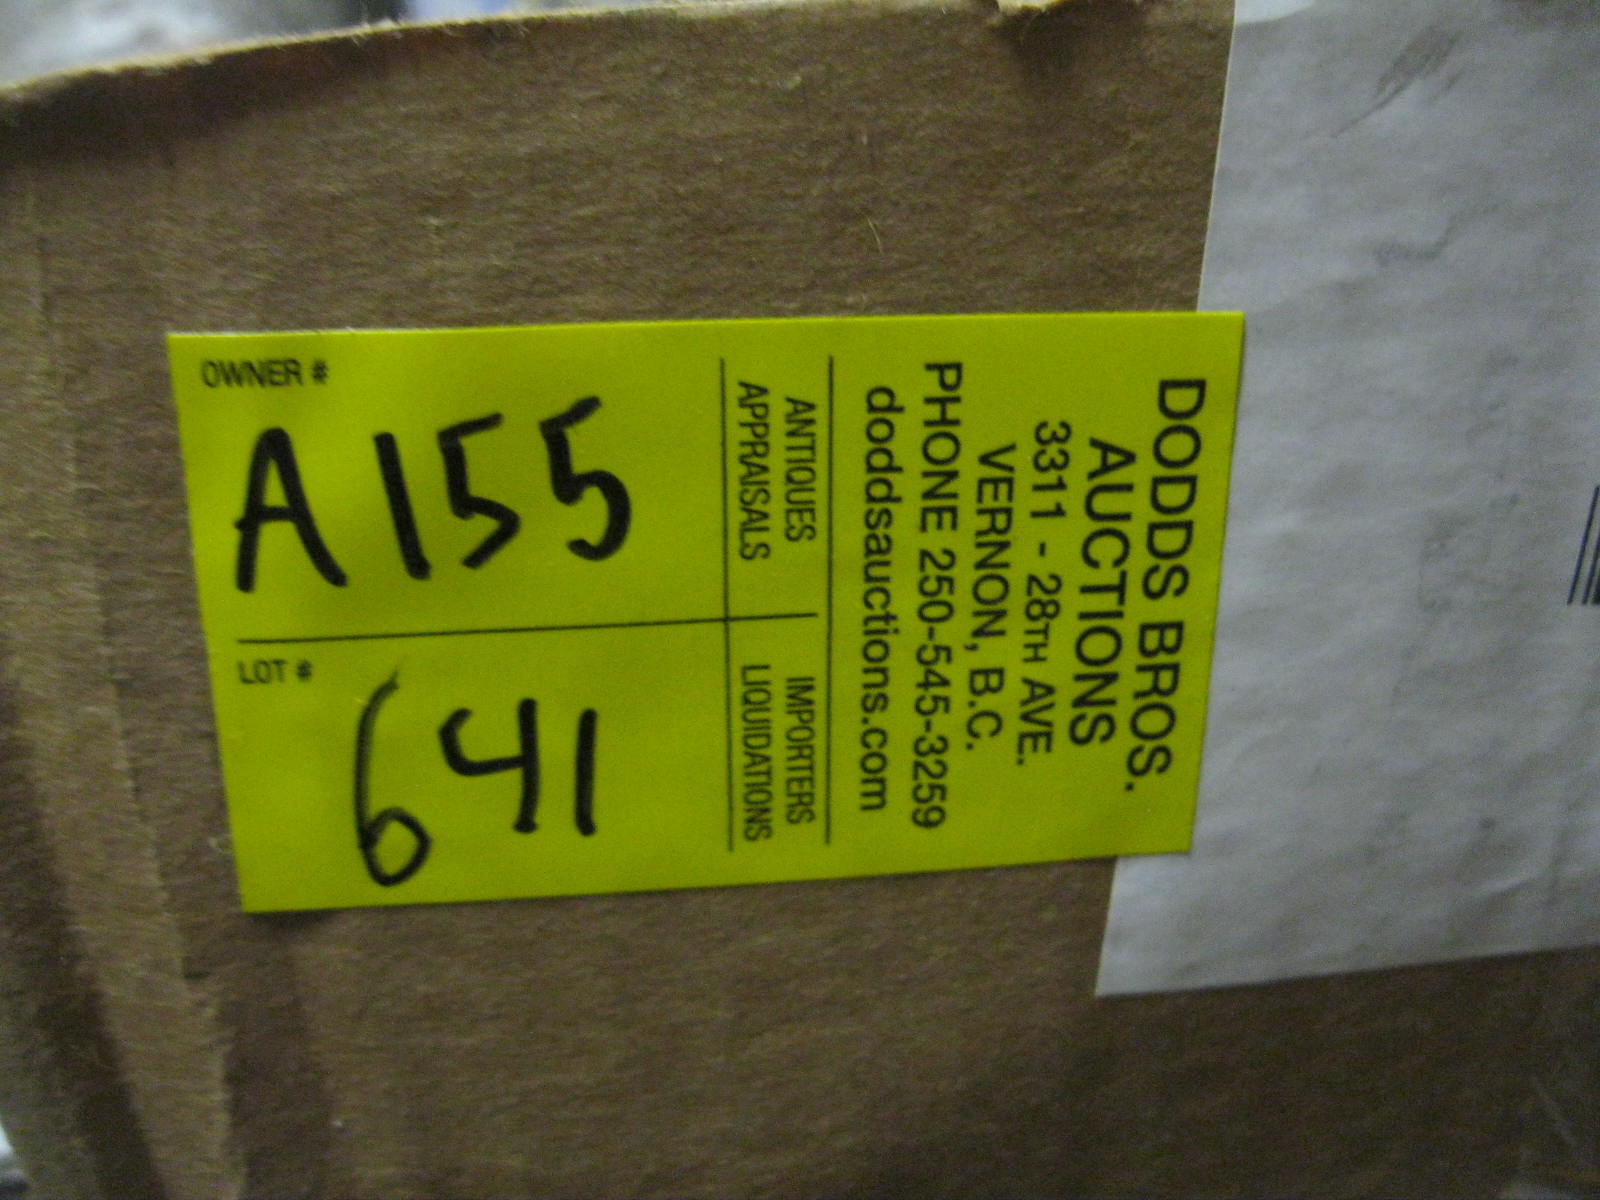 DODDS BROS.
AUCTIONS
3311 - 28TH AVE.
VERNON, B.C.
PHONE 250-545-3259
doddsauctions.com
ANTIQUES
APPRAISALS
IMPORTERS
LIQUIDATIONS
OWNER #
A155
LOT #
641